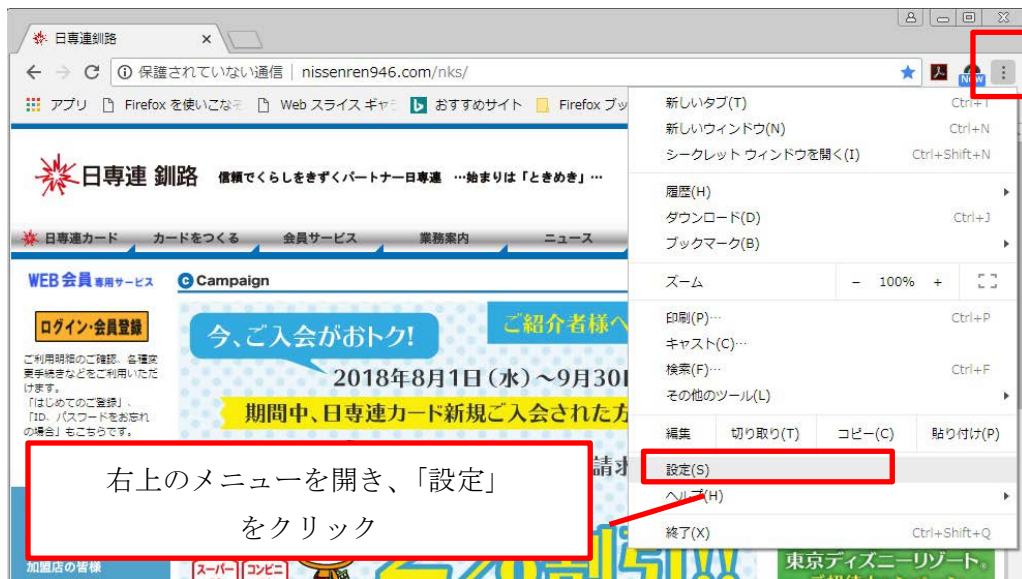 日専連釧路
保護されていない通信 | nissenren946.com/nks/
New
アプリ Firefox を使いこなそ Web スライス ギャラ おすすめサイト Firefox ブッ
新しいタブ(T) Ctrl+T
新しいウィンドウ(N) Ctrl+N
シークレット ウィンドウを開く(I) Ctrl+Shift+N
履歴(H)
ダウンロード(D) Ctrl+J
ブックマーク(B)
ズーム － 100% +
印刷(P)… Ctrl+P
キャスト(C)…
検索(F)… Ctrl+F
その他のツール(L)
編集 切り取り(T) コピー(C) 貼り付け(P)
設定(S)
ヘルプ(H)
終了(X) Ctrl+Shift+Q
日専連 釧路 信頼でくらしをきずくパートナー日専連 …始まりは「ときめき」…
日専連カード カードをつくる 会員サービス 業務案内 ニュース
WEB会員専用サービス
ログイン・会員登録
ご利用明細のご確認、各種変
更手続きなどをご利用いただ
けます。
「はじめてのご登録」、
「ID、パスワードをお忘れ
の場合」もこちらです。
Campaign
今、ご入会がおトク!
ご紹介者様へ
2018年8月1日(水)～9月30
期間中、日専連カード新規ご入会された方
請求
右上のメニューを開き、「設定」
をクリック
加盟店の皆様
スーパー コンビニ
東京ディズニーリゾート®